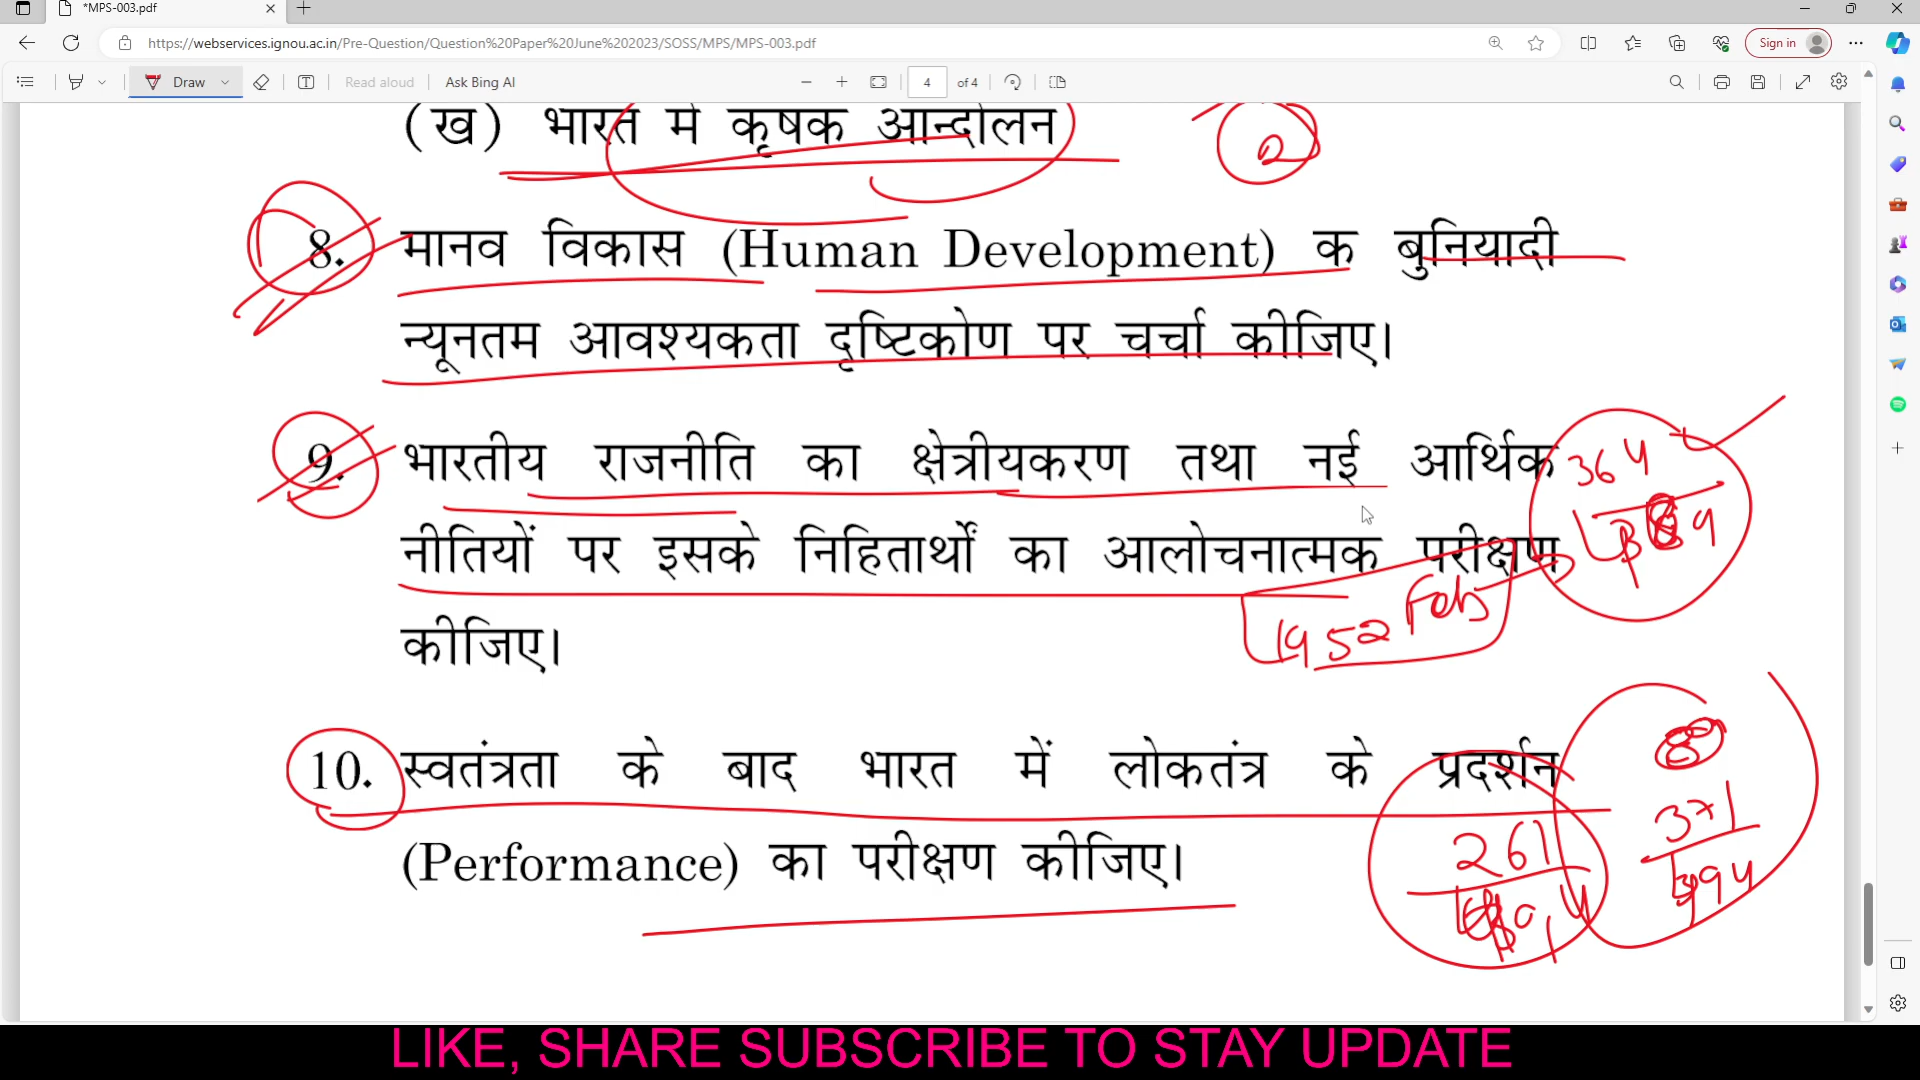 *MPS-003.pdf
https://webservices.ignou.ac.in/Pre-Question/Question%20Paper%20June%202023/SOSS/MPS/MPS-003.pdf
Sign in
Draw
Read aloud
Ask Bing AI
4 of 4
(ख) भारत में कृषक आन्दोलन
2
8. मानव विकास (Human Development) क बुनियादी
न्यूनतम आवश्यकता दृष्टिकोण पर चर्चा कीजिए।
9. भारतीय राजनीति का क्षेत्रीयकरण तथा नई आर्थिक
364
नीतियों पर इसके निहितार्थों का आलोचनात्मक परीक्षण
1952 Feb
कीजिए।
10. स्वतंत्रता के बाद भारत में लोकतंत्र के प्रदर्शन
371
(Performance) का परीक्षण कीजिए।
261
LIKE, SHARE SUBSCRIBE TO STAY UPDATE